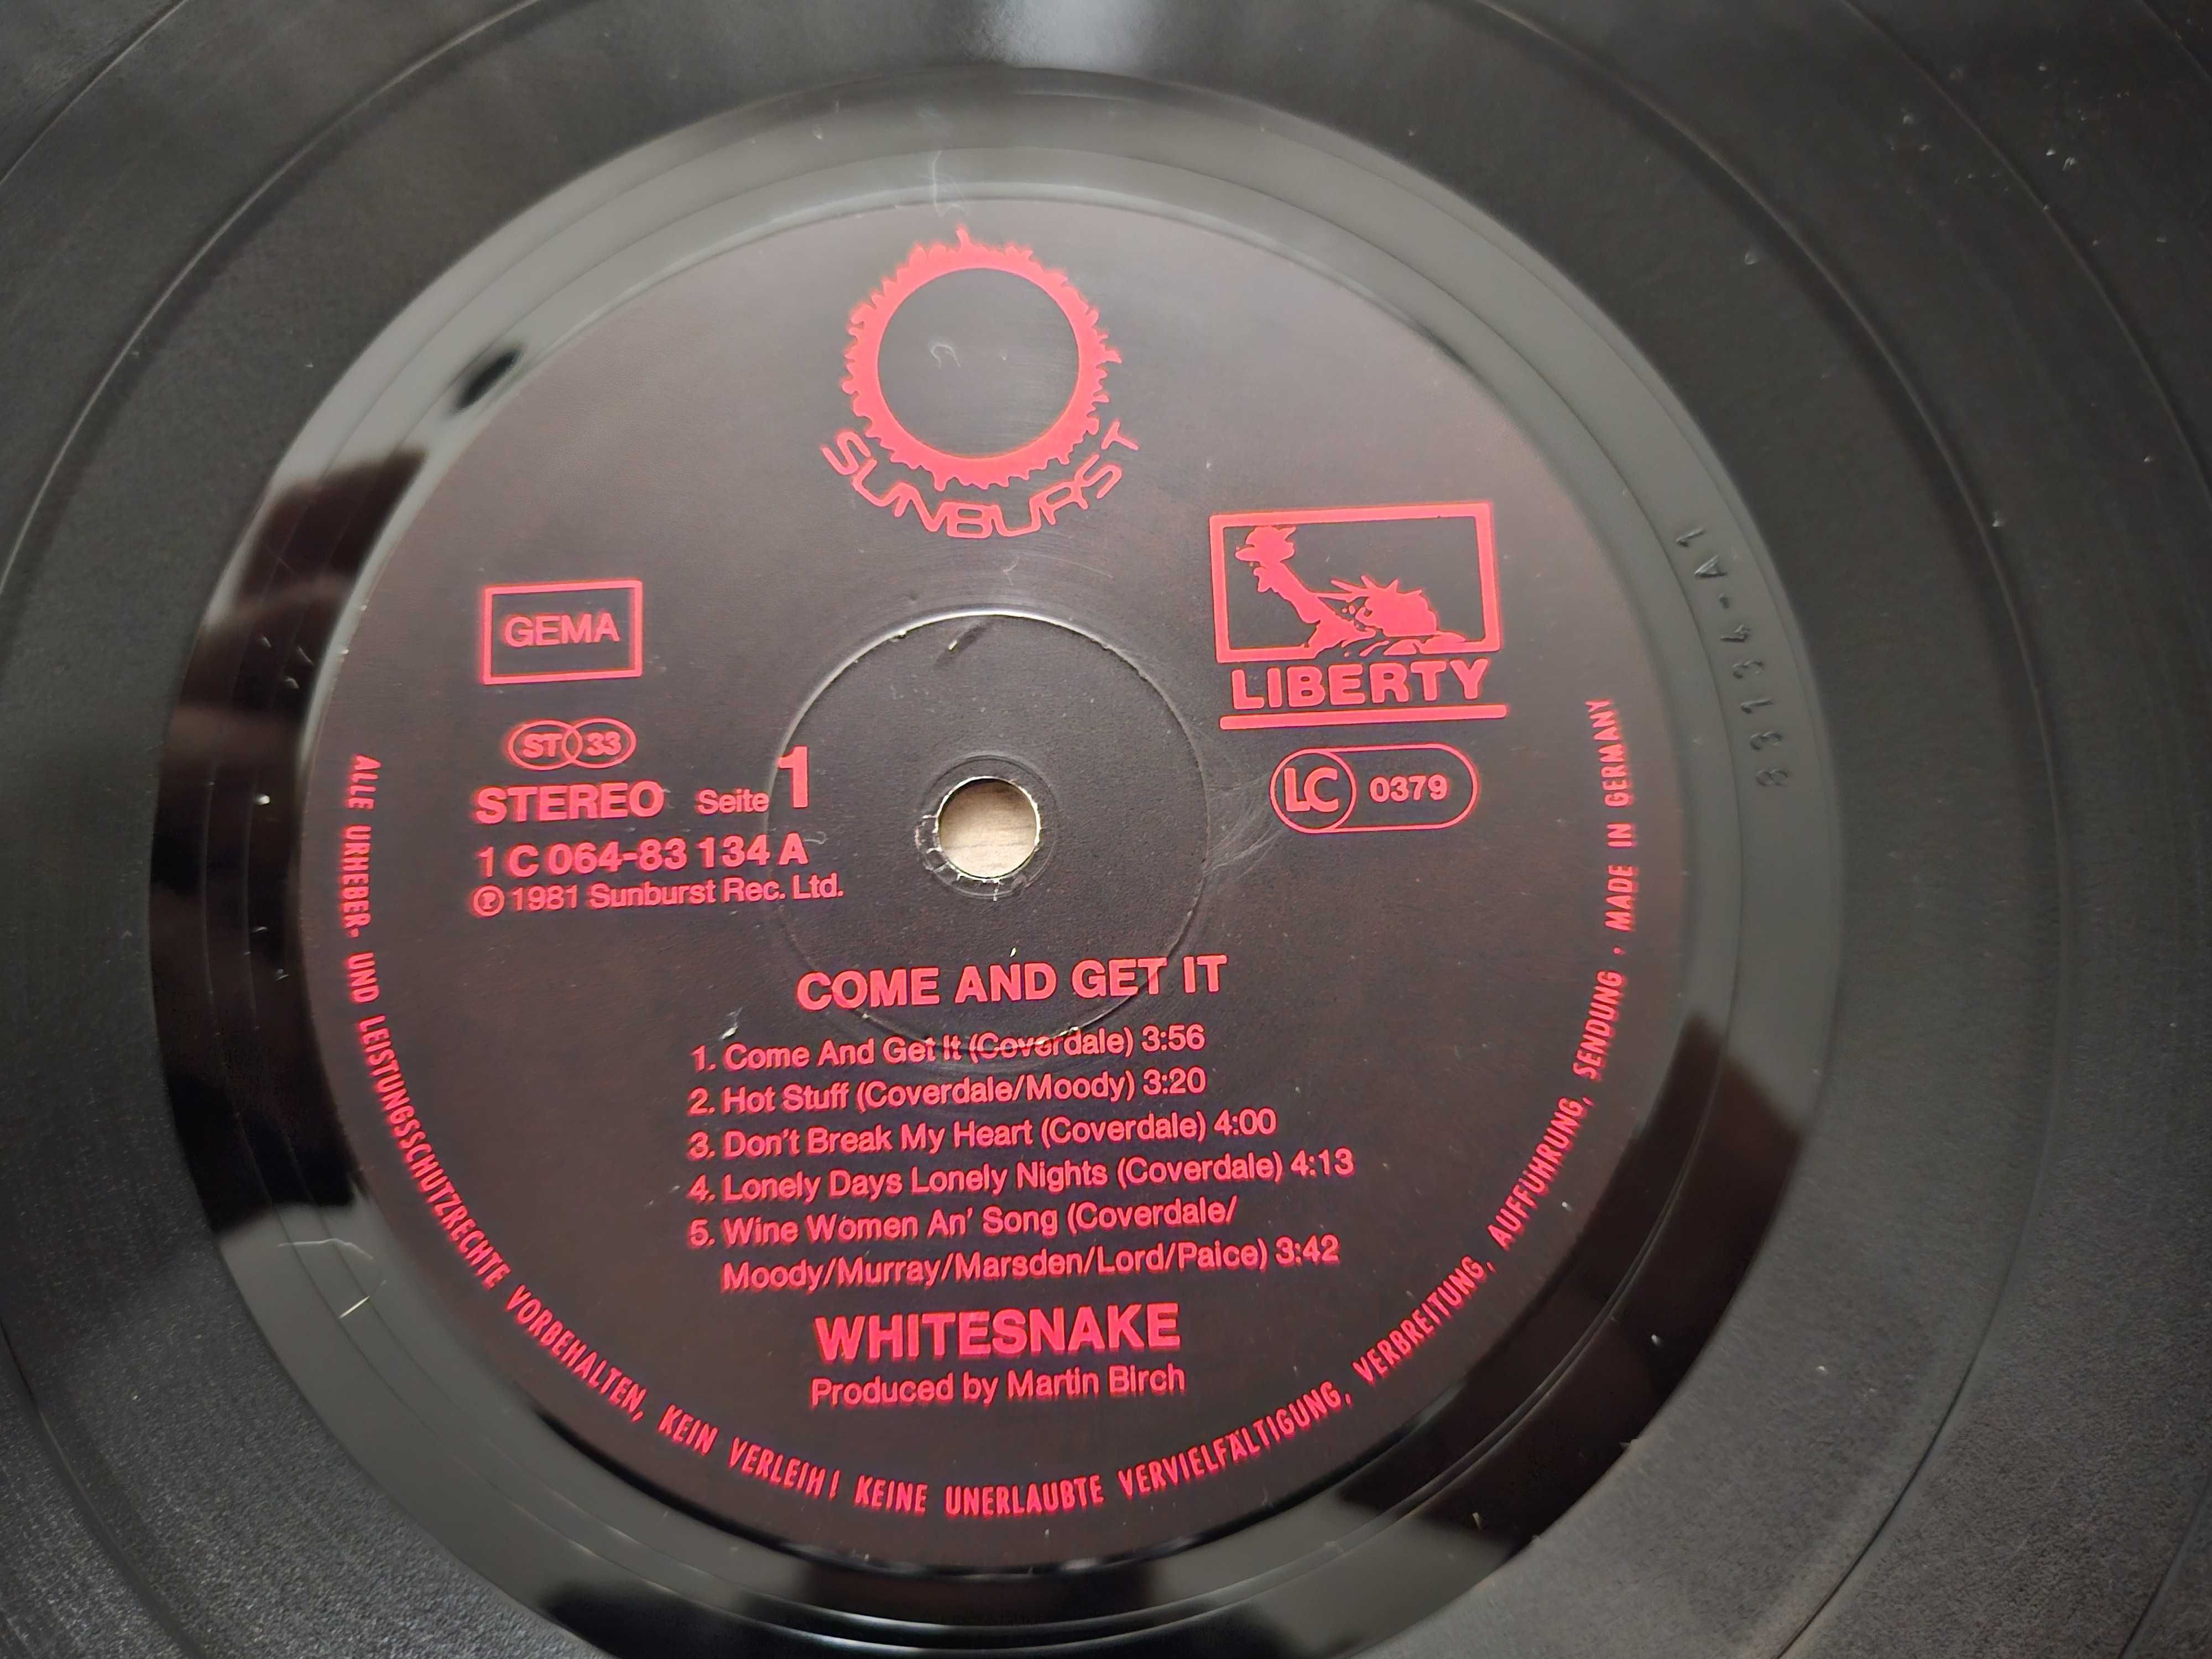 SUNBURST
GEMA
LIBERTY
ST 33
LC 0379
STEREO Seite 1
1 C 064-83 134 A
℗ 1981 Sunburst Rec. Ltd.
COME AND GET IT
1. Come And Get It (Coverdale) 3:56
2. Hot Stuff (Coverdale/Moody) 3:20
3. Don't Break My Heart (Coverdale) 4:00
4. Lonely Days Lonely Nights (Coverdale) 4:13
5. Wine Women An' Song (Coverdale/
Moody/Murray/Marsden/Lord/Paice) 3:42
WHITESNAKE
Produced by Martin Birch
ALLE URHEBER- UND LEISTUNGSSCHUTZRECHTE VORBEHALTEN, KEIN VERLEIH! KEINE UNERLAUBTE VERVIELFÄLTIGUNG, VERBREITUNG, AUFFÜHRUNG, SENDUNG · MADE IN GERMANY
83134-A1